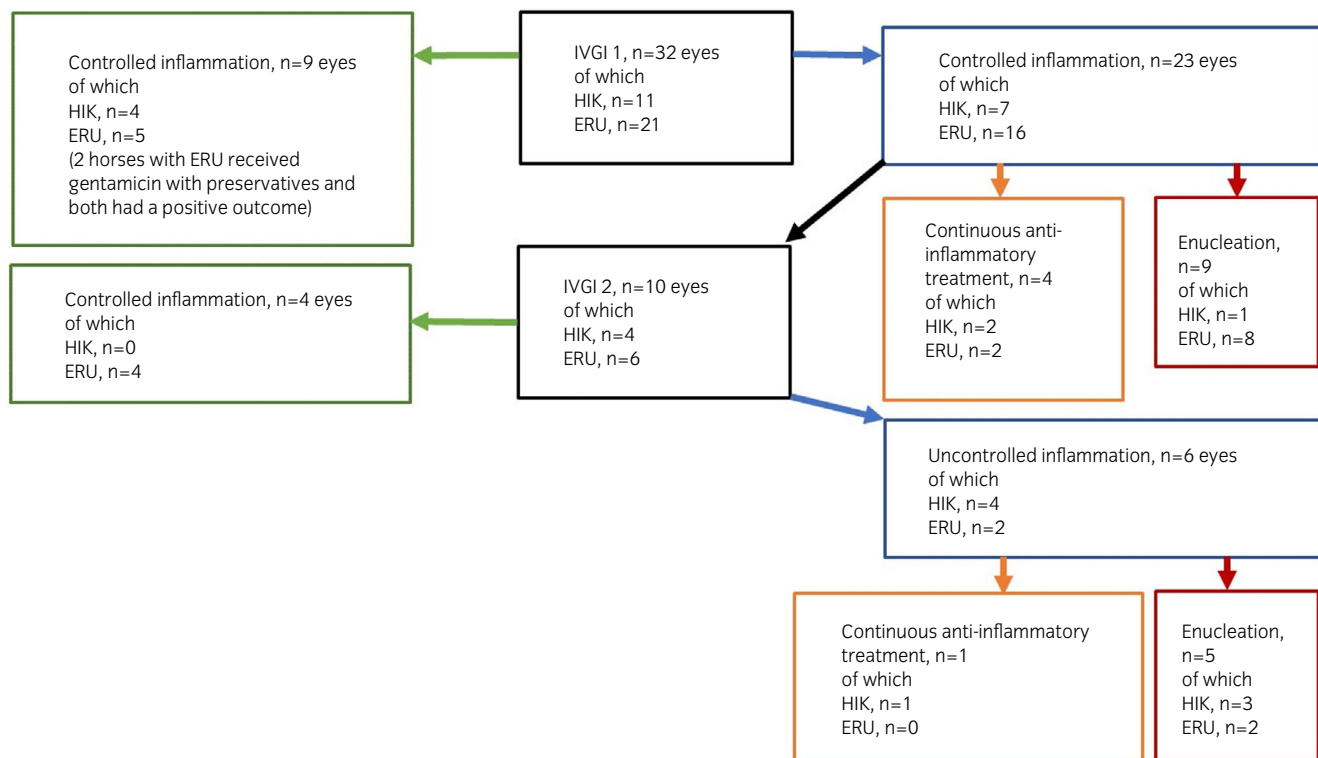 Controlled inflammation, n=9 eyes
of which
HIK, n=4
ERU, n=5
(2 horses with ERU received
gentamicin with preservatives and
both had a positive outcome)
IVGI 1, n=32 eyes
of which
HIK, n=11
ERU, n=21
Controlled inflammation, n=23 eyes
of which
HIK, n=7
ERU, n=16
Controlled inflammation, n=4 eyes
of which
HIK, n=0
ERU, n=4
IVGI 2, n=10 eyes
of which
HIK, n=4
ERU, n=6
Continuous anti-
inflammatory
treatment, n=4
of which
HIK, n=2
ERU, n=2
Enucleation,
n=9
of which
HIK, n=1
ERU, n=8
Uncontrolled inflammation, n=6 eyes
of which
HIK, n=4
ERU, n=2
Continuous anti-inflammatory
treatment, n=1
of which
HIK, n=1
ERU, n=0
Enucleation,
n=5
of which
HIK, n=3
ERU, n=2